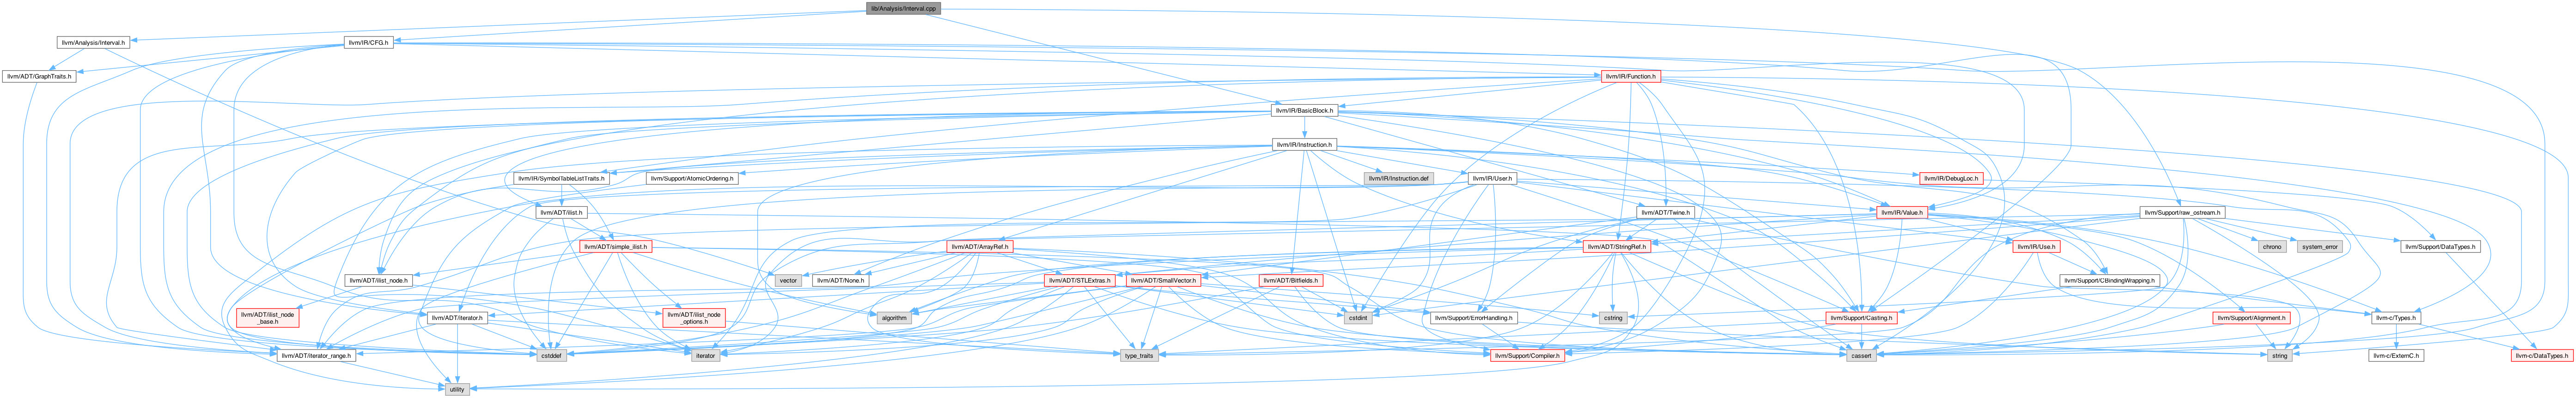 lib/Analysis/Interval.cpp
llvm/Analysis/Interval.h
llvm/IR/CFG.h
llvm/ADT/GraphTraits.h
llvm/IR/Function.h
llvm/IR/BasicBlock.h
llvm/IR/Instruction.h
llvm/IR/SymbolTableListTraits.h
llvm/Support/AtomicOrdering.h
llvm/IR/Instruction.def
llvm/IR/User.h
llvm/IR/DebugLoc.h
llvm/ADT/ilist.h
llvm/ADT/Twine.h
llvm/IR/Value.h
llvm/Support/raw_ostream.h
llvm/ADT/simple_ilist.h
llvm/ADT/ArrayRef.h
llvm/ADT/StringRef.h
llvm/IR/Use.h
chrono
system_error
llvm/Support/DataTypes.h
llvm/ADT/ilist_node.h
vector
llvm/ADT/None.h
llvm/ADT/STLExtras.h
llvm/ADT/SmallVector.h
llvm/ADT/Bitfields.h
llvm/Support/CBindingWrapping.h
llvm/ADT/ilist_node
_base.h
llvm/ADT/iterator.h
llvm/ADT/ilist_node
_options.h
algorithm
llvm/Support/ErrorHandling.h
cstdint
cstring
llvm/Support/Casting.h
llvm/Support/Alignment.h
llvm-c/Types.h
llvm/ADT/iterator_range.h
cstddef
iterator
type_traits
llvm/Support/Compiler.h
cassert
string
llvm-c/ExternC.h
llvm-c/DataTypes.h
utility